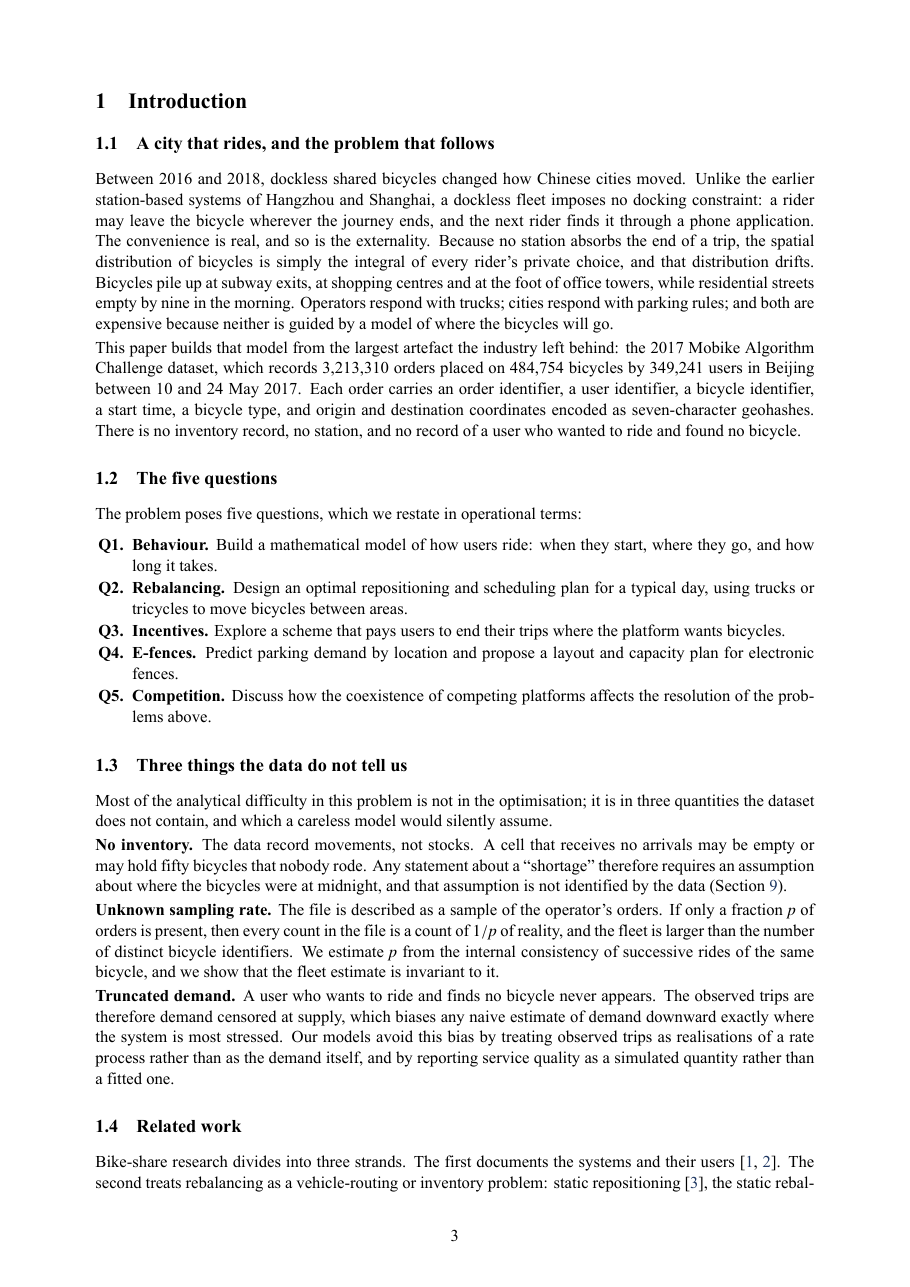 1 Introduction
1.1 A city that rides, and the problem that follows
Between 2016 and 2018, dockless shared bicycles changed how Chinese cities moved. Unlike the earlier
station-based systems of Hangzhou and Shanghai, a dockless fleet imposes no docking constraint: a rider
may leave the bicycle wherever the journey ends, and the next rider finds it through a phone application.
The convenience is real, and so is the externality. Because no station absorbs the end of a trip, the spatial
distribution of bicycles is simply the integral of every rider’s private choice, and that distribution drifts.
Bicycles pile up at subway exits, at shopping centres and at the foot of office towers, while residential streets
empty by nine in the morning. Operators respond with trucks; cities respond with parking rules; and both are
expensive because neither is guided by a model of where the bicycles will go.
This paper builds that model from the largest artefact the industry left behind: the 2017 Mobike Algorithm
Challenge dataset, which records 3,213,310 orders placed on 484,754 bicycles by 349,241 users in Beijing
between 10 and 24 May 2017. Each order carries an order identifier, a user identifier, a bicycle identifier,
a start time, a bicycle type, and origin and destination coordinates encoded as seven-character geohashes.
There is no inventory record, no station, and no record of a user who wanted to ride and found no bicycle.
1.2 The five questions
The problem poses five questions, which we restate in operational terms:
Q1. Behaviour. Build a mathematical model of how users ride: when they start, where they go, and how
long it takes.
Q2. Rebalancing. Design an optimal repositioning and scheduling plan for a typical day, using trucks or
tricycles to move bicycles between areas.
Q3. Incentives. Explore a scheme that pays users to end their trips where the platform wants bicycles.
Q4. E-fences. Predict parking demand by location and propose a layout and capacity plan for electronic
fences.
Q5. Competition. Discuss how the coexistence of competing platforms affects the resolution of the prob-
lems above.
1.3 Three things the data do not tell us
Most of the analytical difficulty in this problem is not in the optimisation; it is in three quantities the dataset
does not contain, and which a careless model would silently assume.
No inventory. The data record movements, not stocks. A cell that receives no arrivals may be empty or
may hold fifty bicycles that nobody rode. Any statement about a “shortage” therefore requires an assumption
about where the bicycles were at midnight, and that assumption is not identified by the data (Section 9).
Unknown sampling rate. The file is described as a sample of the operator’s orders. If only a fraction p of
orders is present, then every count in the file is a count of 1/p of reality, and the fleet is larger than the number
of distinct bicycle identifiers. We estimate p from the internal consistency of successive rides of the same
bicycle, and we show that the fleet estimate is invariant to it.
Truncated demand. A user who wants to ride and finds no bicycle never appears. The observed trips are
therefore demand censored at supply, which biases any naive estimate of demand downward exactly where
the system is most stressed. Our models avoid this bias by treating observed trips as realisations of a rate
process rather than as the demand itself, and by reporting service quality as a simulated quantity rather than
a fitted one.
1.4 Related work
Bike-share research divides into three strands. The first documents the systems and their users [1, 2]. The
second treats rebalancing as a vehicle-routing or inventory problem: static repositioning [3], the static rebal-
3